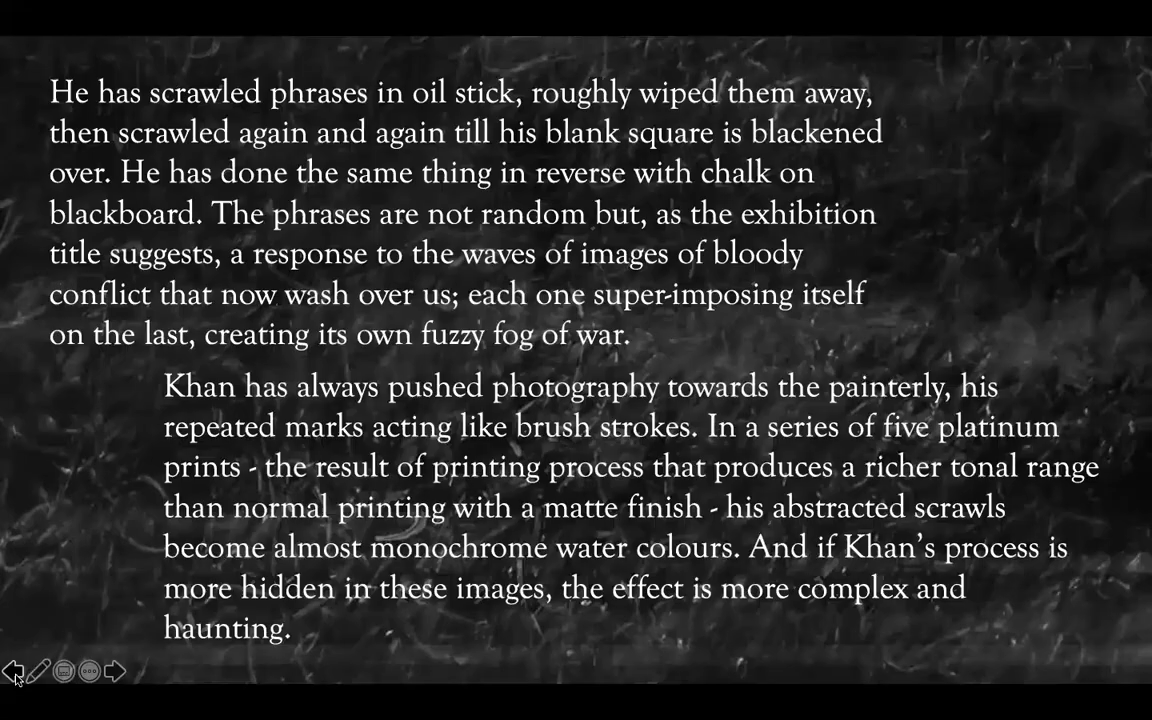 He has scrawled phrases in oil stick, roughly wiped them away,
then scrawled again and again till his blank square is blackened
over. He has done the same thing in reverse with chalk on
blackboard. The phrases are not random but, as the exhibition
title suggests, a response to the waves of images of bloody
conflict that now wash over us; each one super-imposing itself
on the last, creating its own fuzzy fog of war.
Khan has always pushed photography towards the painterly, his
repeated marks acting like brush strokes. In a series of five platinum
prints - the result of printing process that produces a richer tonal range
than normal printing with a matte finish - his abstracted scrawls
become almost monochrome water colours. And if Khan's process is
more hidden in these images, the effect is more complex and
haunting.